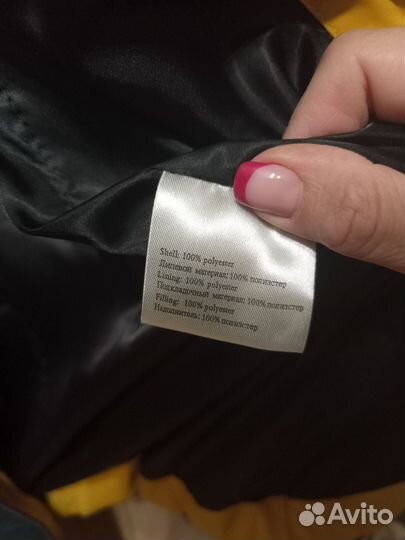 Shell: 100% polyester
Лицевой материал: 100% полиэстер
Lining: 100% polyester
Подкладочный материал: 100% полиэстер
Filling: 100% polyester
Наполнитель: 100% полиэстер
Avito